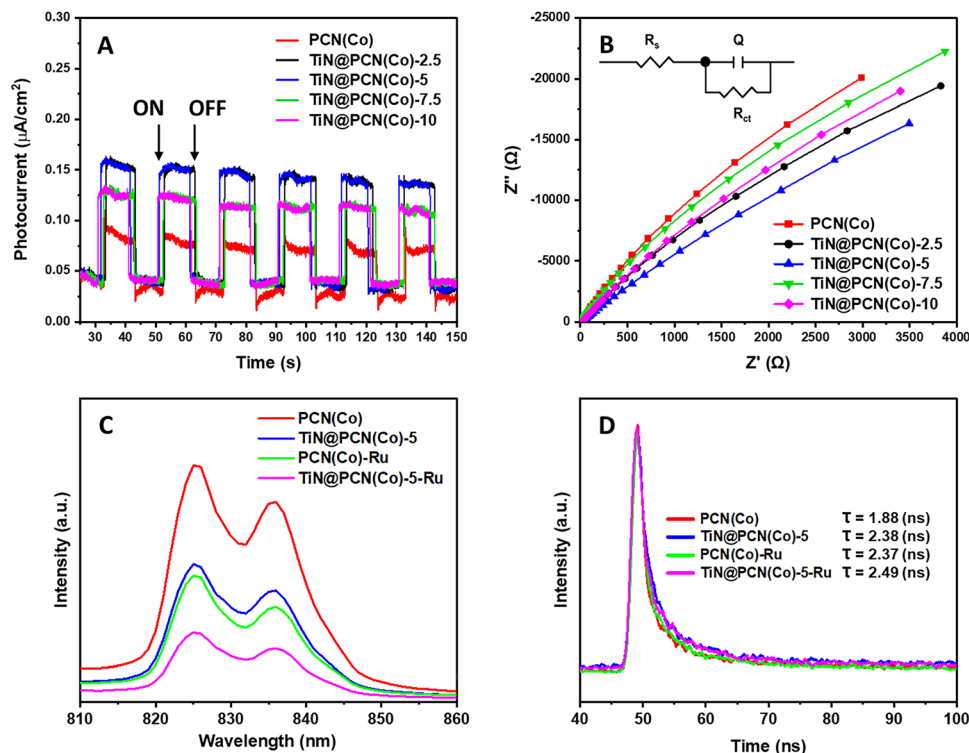 A
PCN(Co)
TiN@PCN(Co)-2.5
TiN@PCN(Co)-5
TiN@PCN(Co)-7.5
TiN@PCN(Co)-10
ON OFF
Photocurrent (μA/cm²)
0.30
0.25
0.20
0.15
0.10
0.05
0.00
30 40 50 60 70 80 90 100 110 120 130 140 150
Time (s)
B
Rs
Q
Rct
Z'' (Ω)
-25000
-20000
-15000
-10000
-5000
0
PCN(Co)
TiN@PCN(Co)-2.5
TiN@PCN(Co)-5
TiN@PCN(Co)-7.5
TiN@PCN(Co)-10
0 500 1000 1500 2000 2500 3000 3500 4000
Z' (Ω)
C
PCN(Co)
TiN@PCN(Co)-5
PCN(Co)-Ru
TiN@PCN(Co)-5-Ru
Intensity (a.u.)
810 820 830 840 850 860
Wavelength (nm)
D
PCN(Co) τ = 1.88 (ns)
TiN@PCN(Co)-5 τ = 2.38 (ns)
PCN(Co)-Ru τ = 2.37 (ns)
TiN@PCN(Co)-5-Ru τ = 2.49 (ns)
Intensity (a.u.)
40 50 60 70 80 90 100
Time (ns)